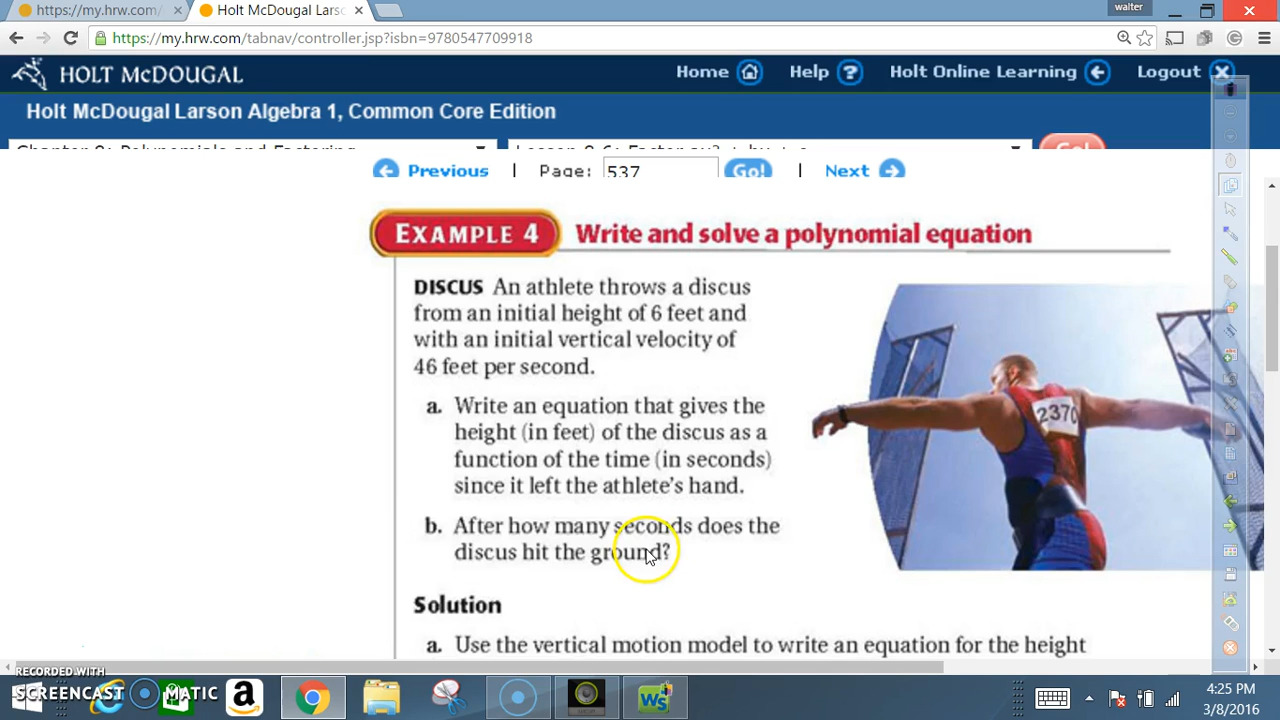 https://my.hrw.com/
Holt McDougal Lars
walter
https://my.hrw.com/tabnav/controller.jsp?isbn=9780547709918
HOLT MCDOUGAL
Home
Help
Holt Online Learning
Logout
Holt McDougal Larson Algebra 1, Common Core Edition
Previous | Page: 537 Go! | Next
EXAMPLE 4 Write and solve a polynomial equation
DISCUS An athlete throws a discus
from an initial height of 6 feet and
with an initial vertical velocity of
46 feet per second.
a. Write an equation that gives the
height (in feet) of the discus as a
function of the time (in seconds)
since it left the athlete's hand.
b. After how many seconds does the
discus hit the ground?
2370
Solution
a. Use the vertical motion model to write an equation for the height
RECORDED WITH
SCREENCAST MATIC
4:25 PM
3/8/2016